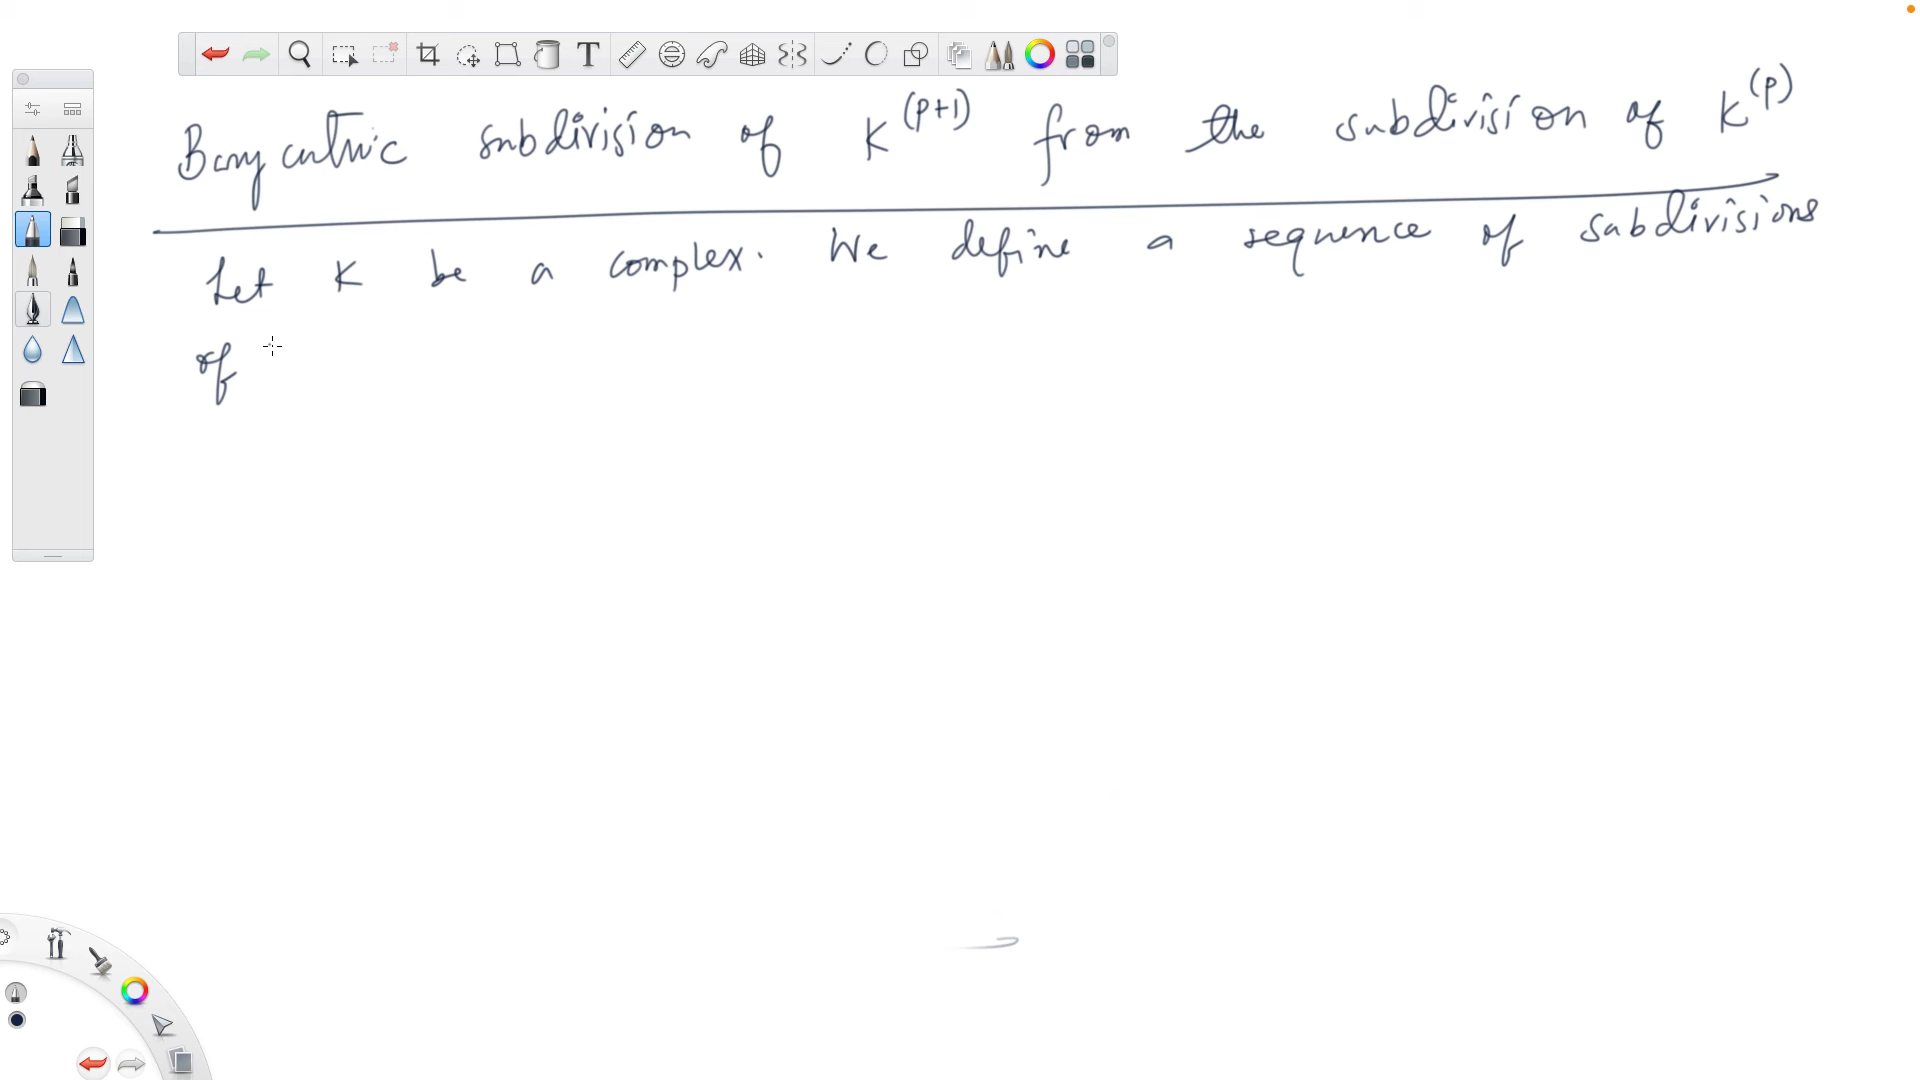 Barycentric subdivision of K^(p+1) from the subdivision of K^(p)
Let K be a complex. We define a sequence of subdivisions
of